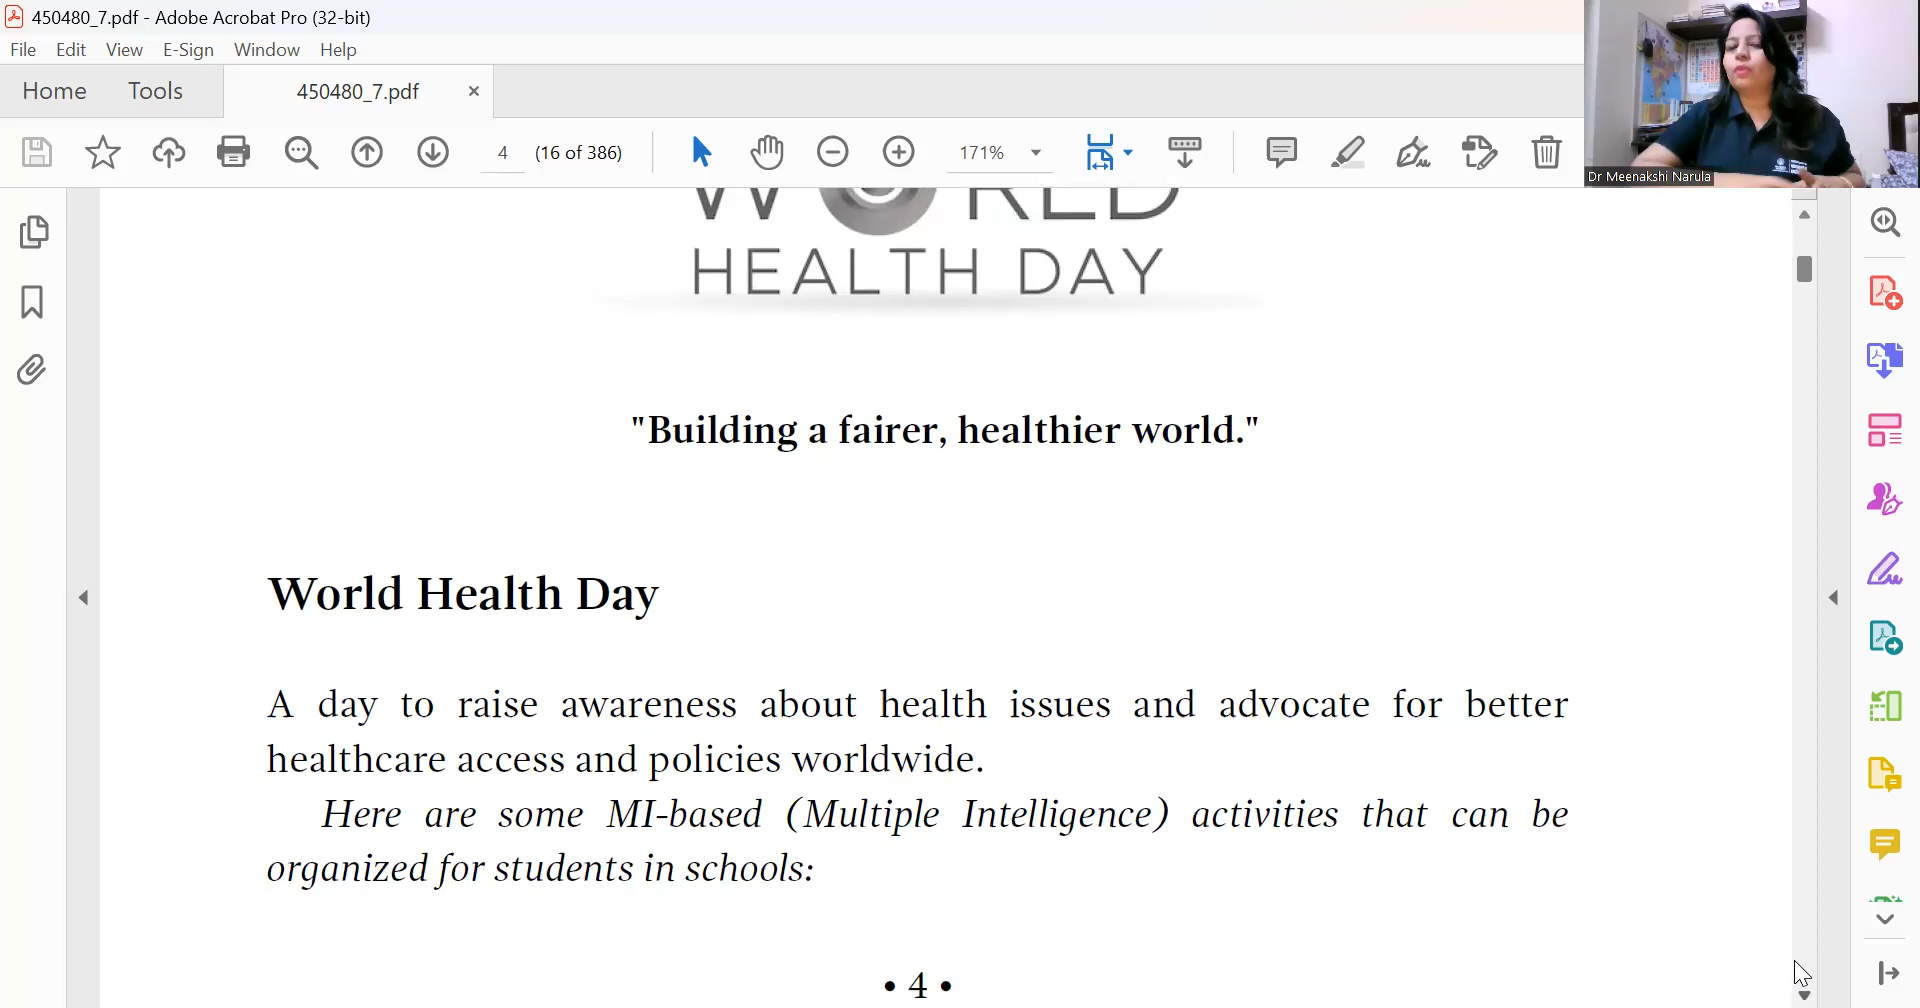 450480_7.pdf - Adobe Acrobat Pro (32-bit)
File Edit View E-Sign Window Help
Home Tools 450480_7.pdf ×
4 (16 of 386) 171%
Dr Meenakshi Narula
WORLD
HEALTH DAY
"Building a fairer, healthier world."
World Health Day
A day to raise awareness about health issues and advocate for better
healthcare access and policies worldwide.
Here are some MI-based (Multiple Intelligence) activities that can be
organized for students in schools:
• 4 •